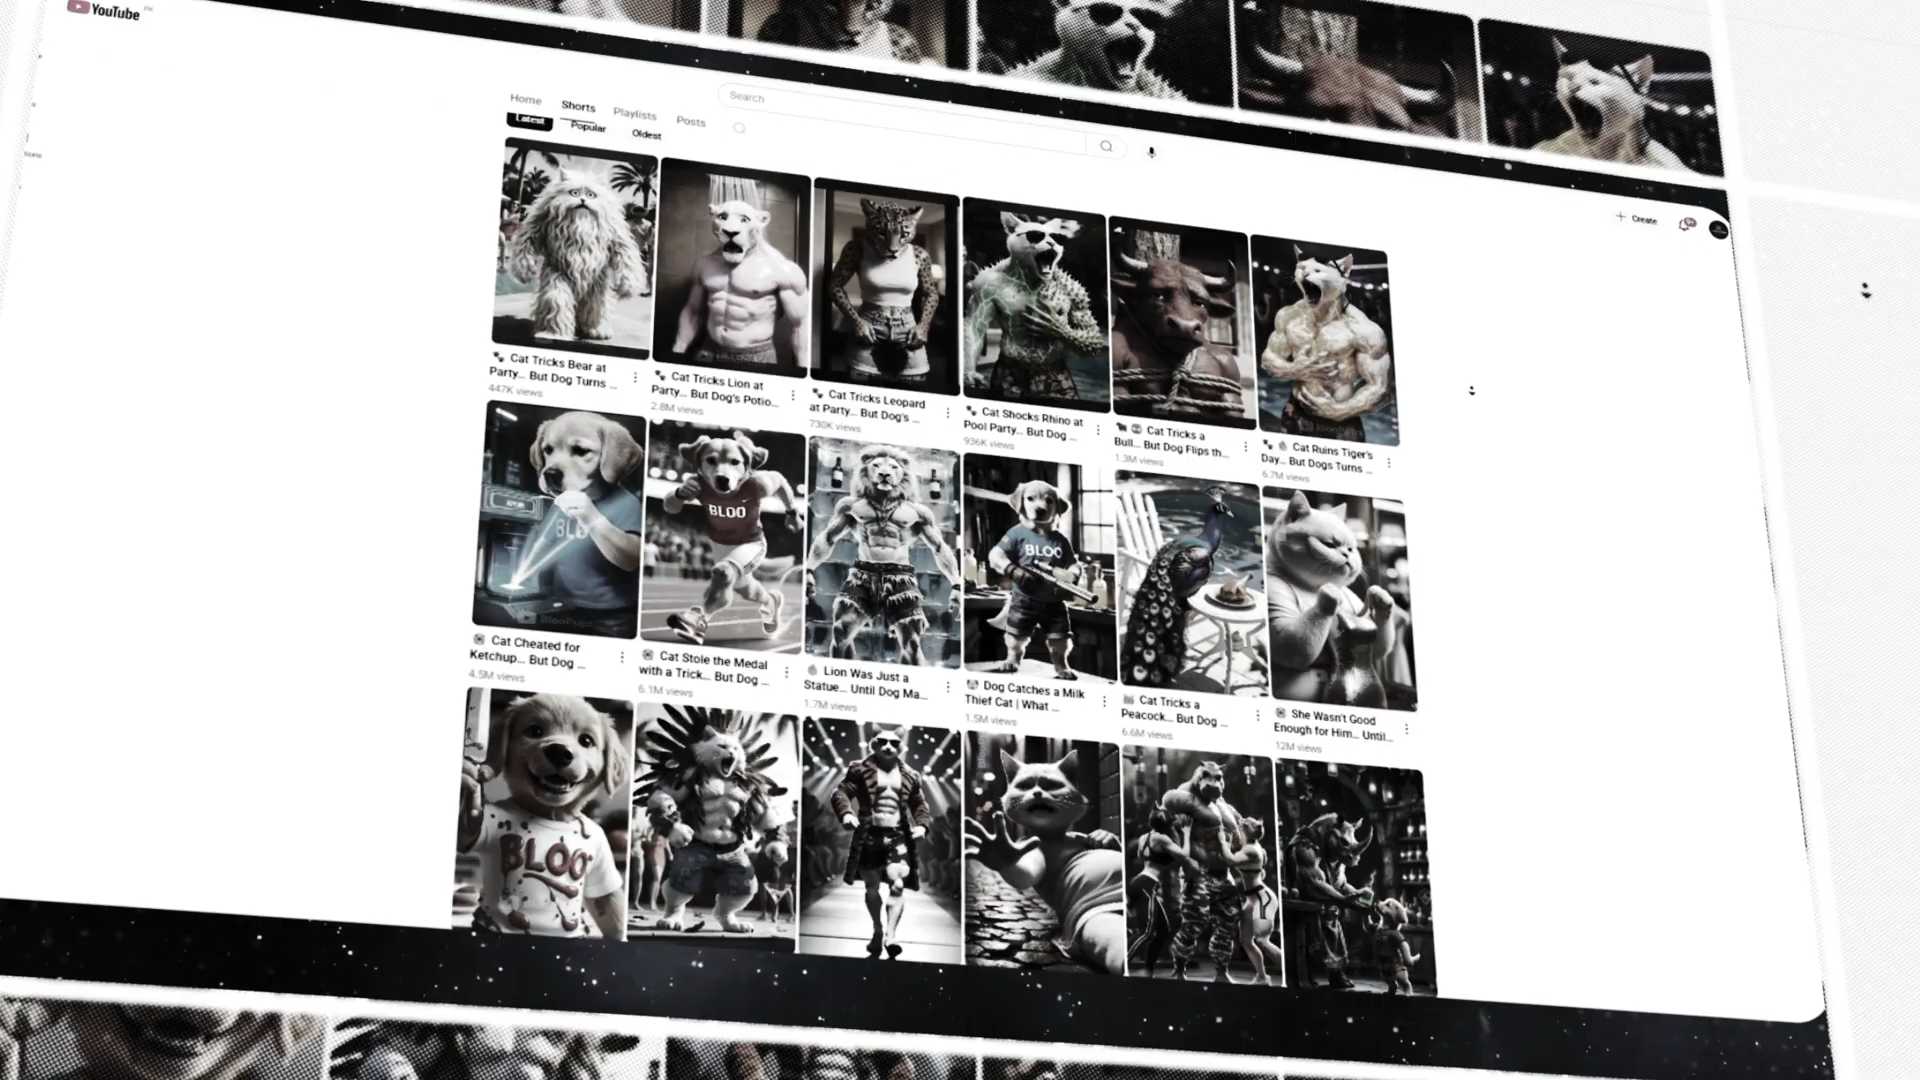 YouTube PK
Search
Home Shorts Playlists Posts
Latest Popular Oldest
Create
9+
Cat Tricks Bear at
Party... But Dog Turns ...
447K views
Cat Tricks Lion at
Party... But Dog's Potio...
2.8M views
Cat Tricks Leopard
at Party... But Dog's ...
730K views
Cat Shocks Rhino at
Pool Party... But Dog ...
936K views
Cat Tricks a
Bull... But Dog Flips th...
1.3M views
Cat Ruins Tiger's
Day... But Dogs Turns ...
6.7M views
BLO
BLOO
BLOO
BlooPups
Cat Cheated for
Ketchup... But Dog ...
4.5M views
Cat Stole the Medal
with a Trick... But Dog ...
6.1M views
Lion Was Just a
Statue... Until Dog Ma...
1.7M views
Dog Catches a Milk
Thief Cat | What ...
1.5M views
Cat Tricks a
Peacock... But Dog ...
6.6M views
She Wasn't Good
Enough for Him... Until...
12M views
BLOO